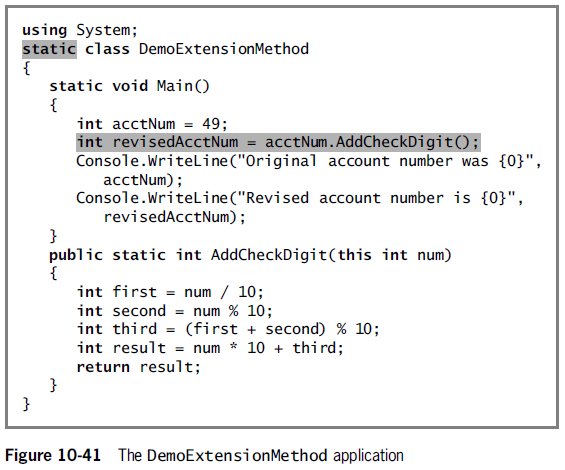 using System;
static class DemoExtensionMethod
{
   static void Main()
   {
      int acctNum = 49;
      int revisedAcctNum = acctNum.AddCheckDigit();
      Console.WriteLine("Original account number was {0}",
         acctNum);
      Console.WriteLine("Revised account number is {0}",
         revisedAcctNum);
   }
   public static int AddCheckDigit(this int num)
   {
      int first = num / 10;
      int second = num % 10;
      int third = (first + second) % 10;
      int result = num * 10 + third;
      return result;
   }
}
Figure 10-41 The DemoExtensionMethod application